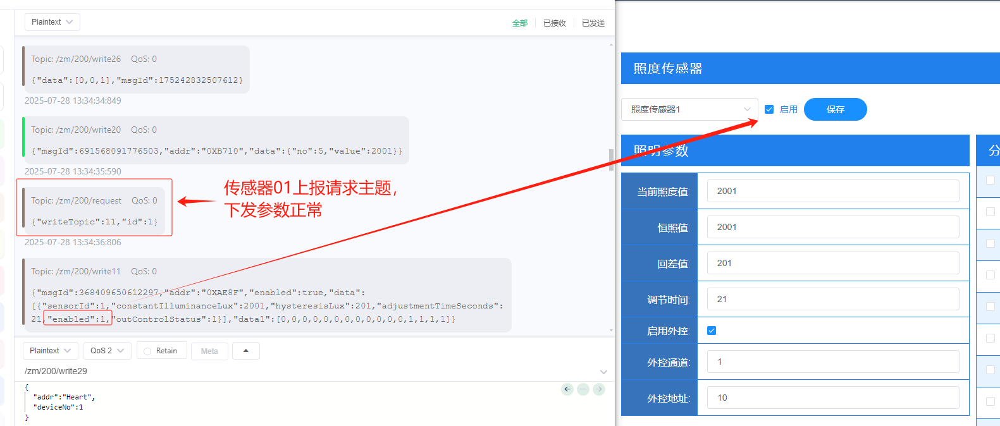 Plaintext
全部
已接收
已发送
Topic: /zm/200/write26 QoS: 0
{"data":[0,0,1],"msgId":175242832507612}
2025-07-28 13:34:34:849
Topic: /zm/200/write20 QoS: 0
{"msgId":691568091776503,"addr":"0XB710","data":{"no":5,"value":2001}}
2025-07-28 13:34:35:590
Topic: /zm/200/request QoS: 0
{"writeTopic":11,"id":1}
2025-07-28 13:34:36:806
传感器01上报请求主题，
下发参数正常
Topic: /zm/200/write11 QoS: 0
{"msgId":368409650612297,"addr":"0XAE8F","enabled":true,"data":
[{"sensorId":1,"constantIlluminanceLux":2001,"hysteresisLux":201,"adjustmentTimeSeconds":
21,"enabled":1,"outControlStatus":1}],"data1":[0,0,0,0,0,0,0,0,0,0,0,0,1,1,1,1]}
Plaintext
QoS 2
Retain
Meta
/zm/200/write29
{
"addr":"Heart",
"deviceNo":1
}
照度传感器
照度传感器1
启用
保存
照明参数
分
当前照度值: 2001
恒照值: 2001
回差值: 201
调节时间: 21
启用外控:
外控通道: 1
外控地址: 10